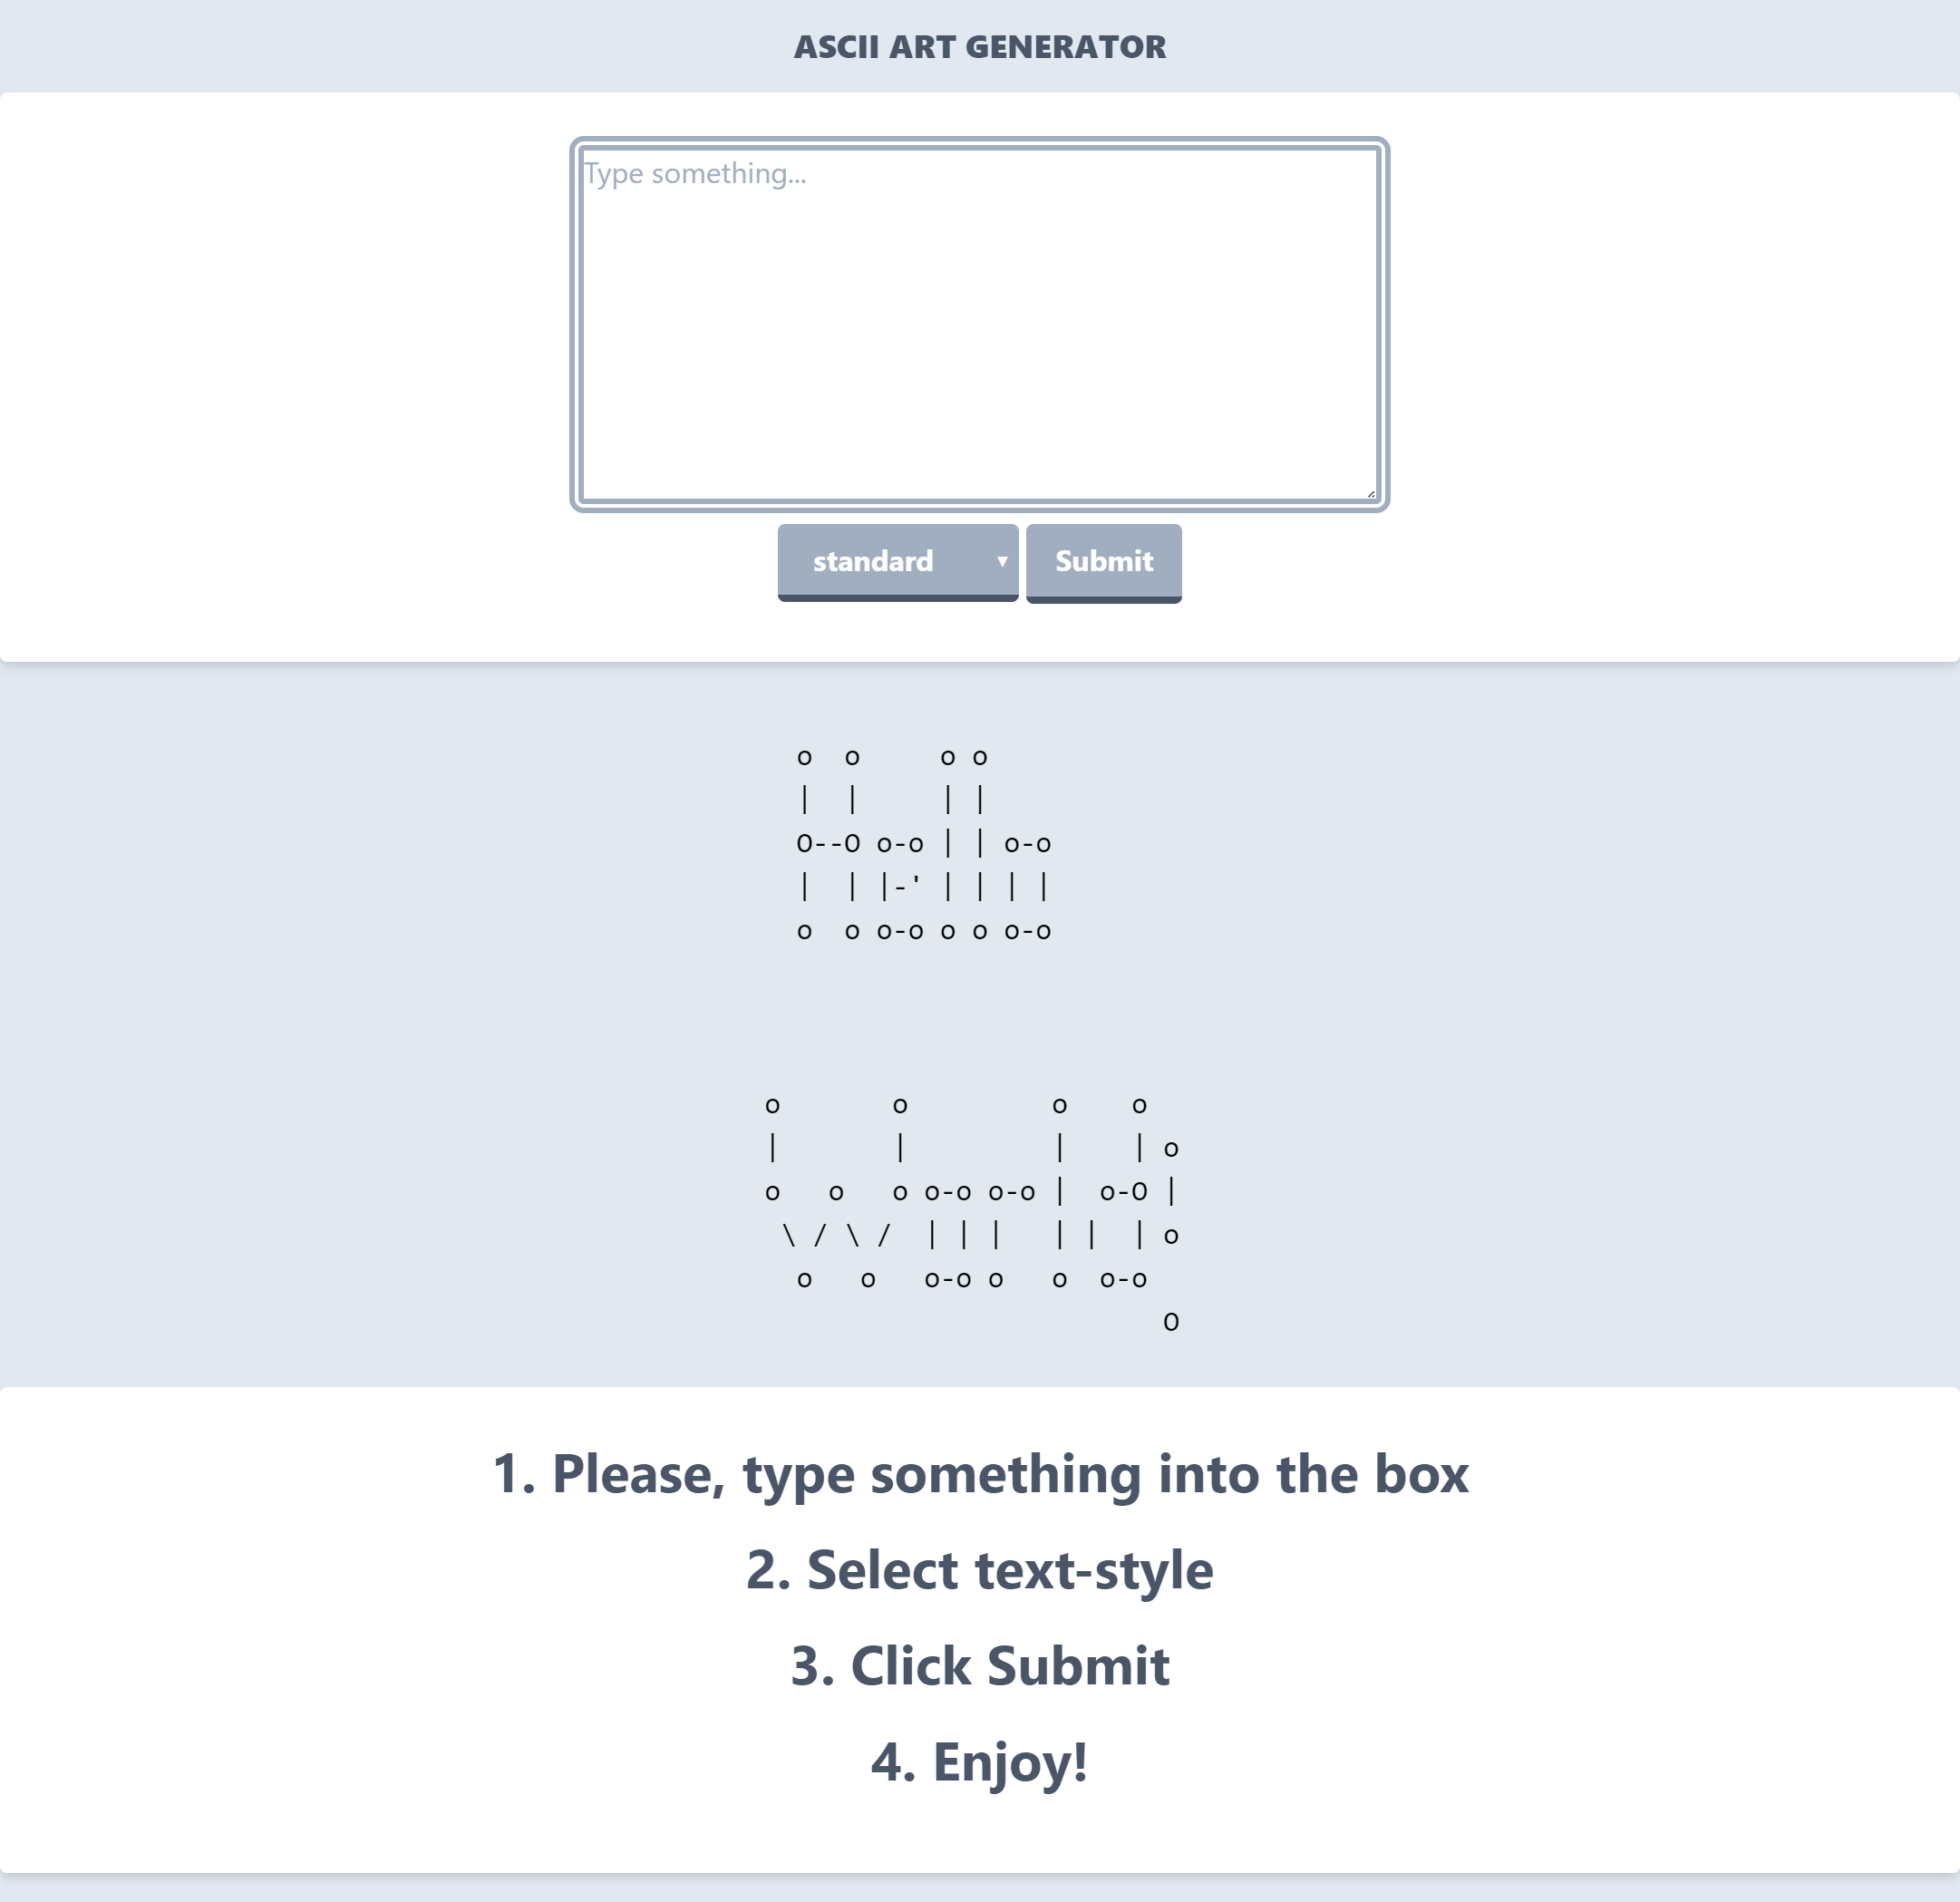 ASCII ART GENERATOR
Type something...
standard ▼
Submit
  o  o     o o
  |  |     | |
  O--O o-o | | o-o
  |  | |-' | | | |
  o  o o-o o o o-o
o       o         o    o
|       |         |    | o
o   o   o o-o o-o |  o-O |
 \ / \ /  | | |   | |  | o
  o   o   o-o o   o  o-o
                         O
1. Please, type something into the box
2. Select text-style
3. Click Submit
4. Enjoy!